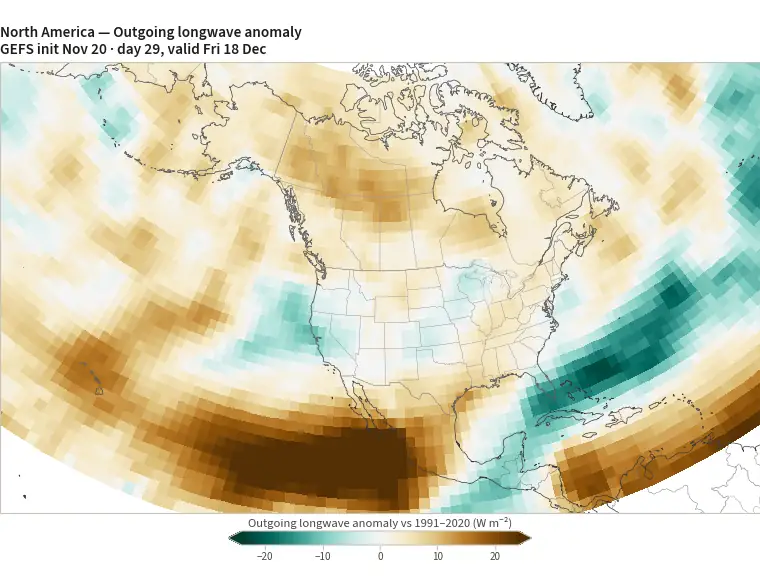 North America — Outgoing longwave anomaly
GEFS init Nov 20 · day 29, valid Fri 18 Dec
Outgoing longwave anomaly vs 1991–2020 (W m⁻²)
−20 −10 0 10 20